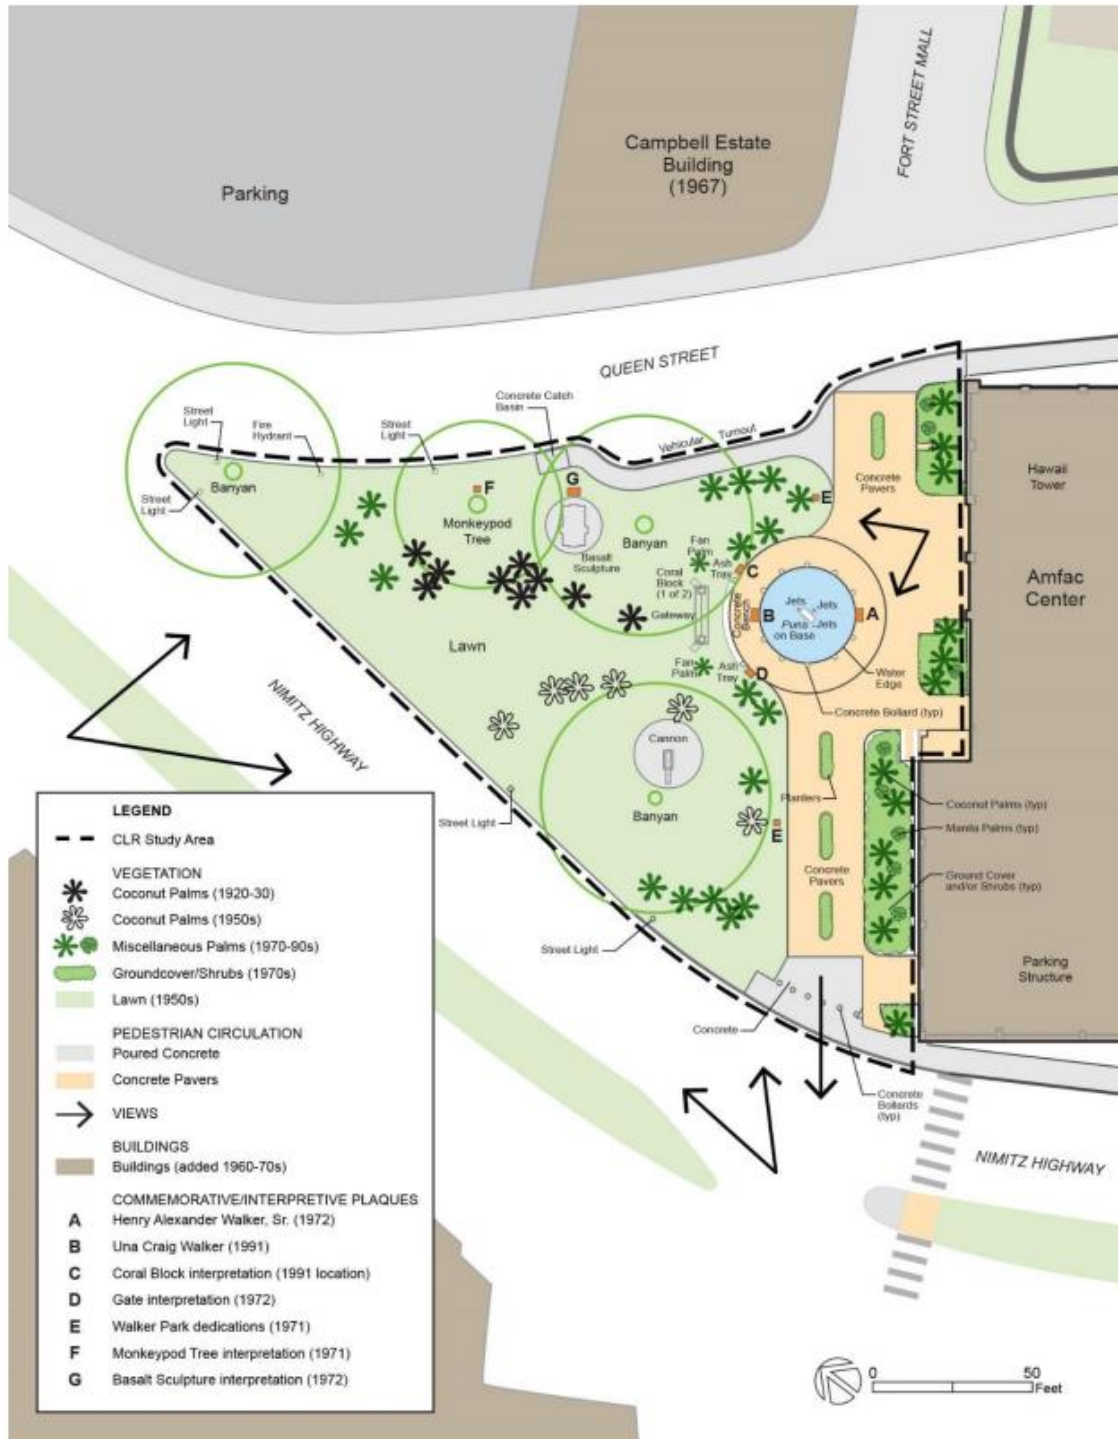 FORT STREET MALL
Campbell Estate
Building
(1967)
Parking
QUEEN STREET
Concrete Catch
Basin
Street
Light
Fire
Hydrant
Street
Light
Vehicular Turnout
Banyan
Street
Light
F
Monkeypod
Tree
G
Basalt
Sculpture
Banyan
E
Concrete
Pavers
Hawaii
Tower
Fan
Palm
Ash
Tray
C
Coral
Block
(1 of 2)
Gateway
Concrete Bench
B
Jets
Jets
Jets
Puna
on Base
A
Amfac
Center
Lawn
Fan
Palm
Ash
Tray
D
Water
Edge
Concrete Bollard (typ)
NIMITZ HIGHWAY
Cannon
Banyan
Planters
E
Coconut Palms (typ)
Manila Palms (typ)
Ground Cover
and/or Shrubs (typ)
Street Light
Concrete
Pavers
Street Light
Parking
Structure
Concrete
Concrete
Bollards
(typ)
NIMITZ HIGHWAY
LEGEND
CLR Study Area
VEGETATION
Coconut Palms (1920-30)
Coconut Palms (1950s)
Miscellaneous Palms (1970-90s)
Groundcover/Shrubs (1970s)
Lawn (1950s)
PEDESTRIAN CIRCULATION
Poured Concrete
Concrete Pavers
VIEWS
BUILDINGS
Buildings (added 1960-70s)
COMMEMORATIVE/INTERPRETIVE PLAQUES
A Henry Alexander Walker, Sr. (1972)
B Una Craig Walker (1991)
C Coral Block interpretation (1991 location)
D Gate interpretation (1972)
E Walker Park dedications (1971)
F Monkeypod Tree interpretation (1971)
G Basalt Sculpture interpretation (1972)
0 50
Feet